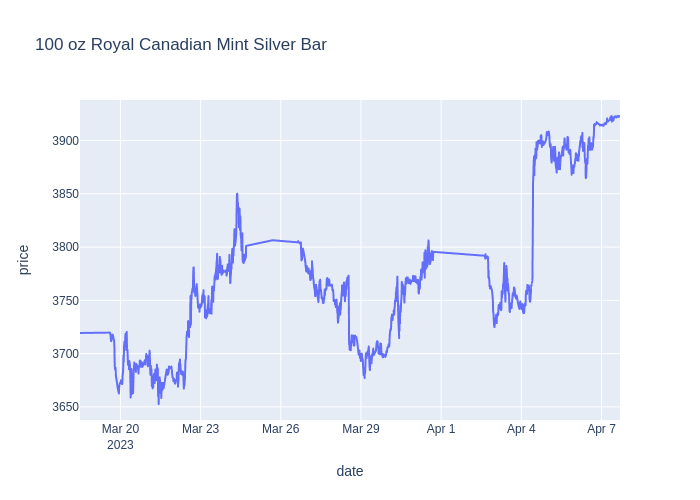 100 oz Royal Canadian Mint Silver Bar
price
3900
3850
3800
3750
3700
3650
Mar 20 Mar 23 Mar 26 Mar 29 Apr 1 Apr 4 Apr 7
2023
date